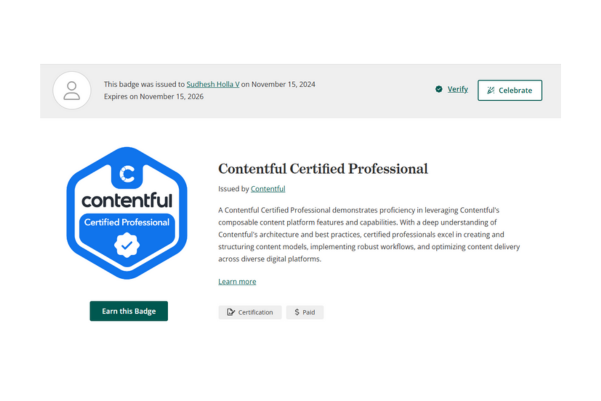 This badge was issued to Sudhesh Holla V on November 15, 2024
Expires on November 15, 2026
Verify
Celebrate
C
contentful
Certified Professional
Earn this Badge
Contentful Certified Professional
Issued by Contentful
A Contentful Certified Professional demonstrates proficiency in leveraging Contentful's
composable content platform features and capabilities. With a deep understanding of
Contentful's architecture and best practices, certified professionals excel in creating and
structuring content models, implementing robust workflows, and optimizing content delivery
across diverse digital platforms.
Learn more
Certification
$ Paid